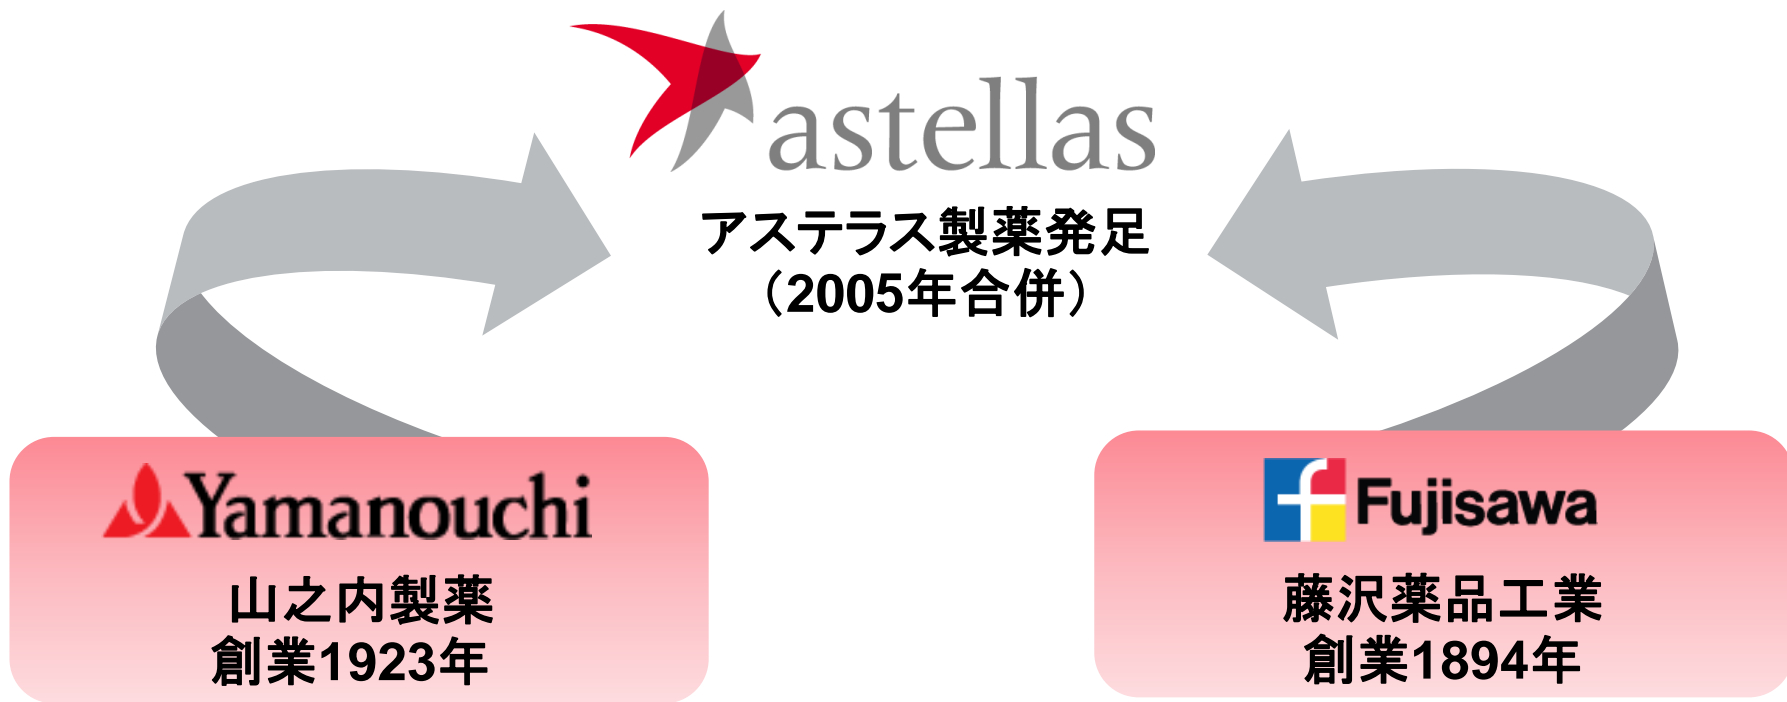 astellas
アステラス製薬発足
（2005年合併）
Yamanouchi
山之内製薬
創業1923年
Fujisawa
藤沢薬品工業
創業1894年